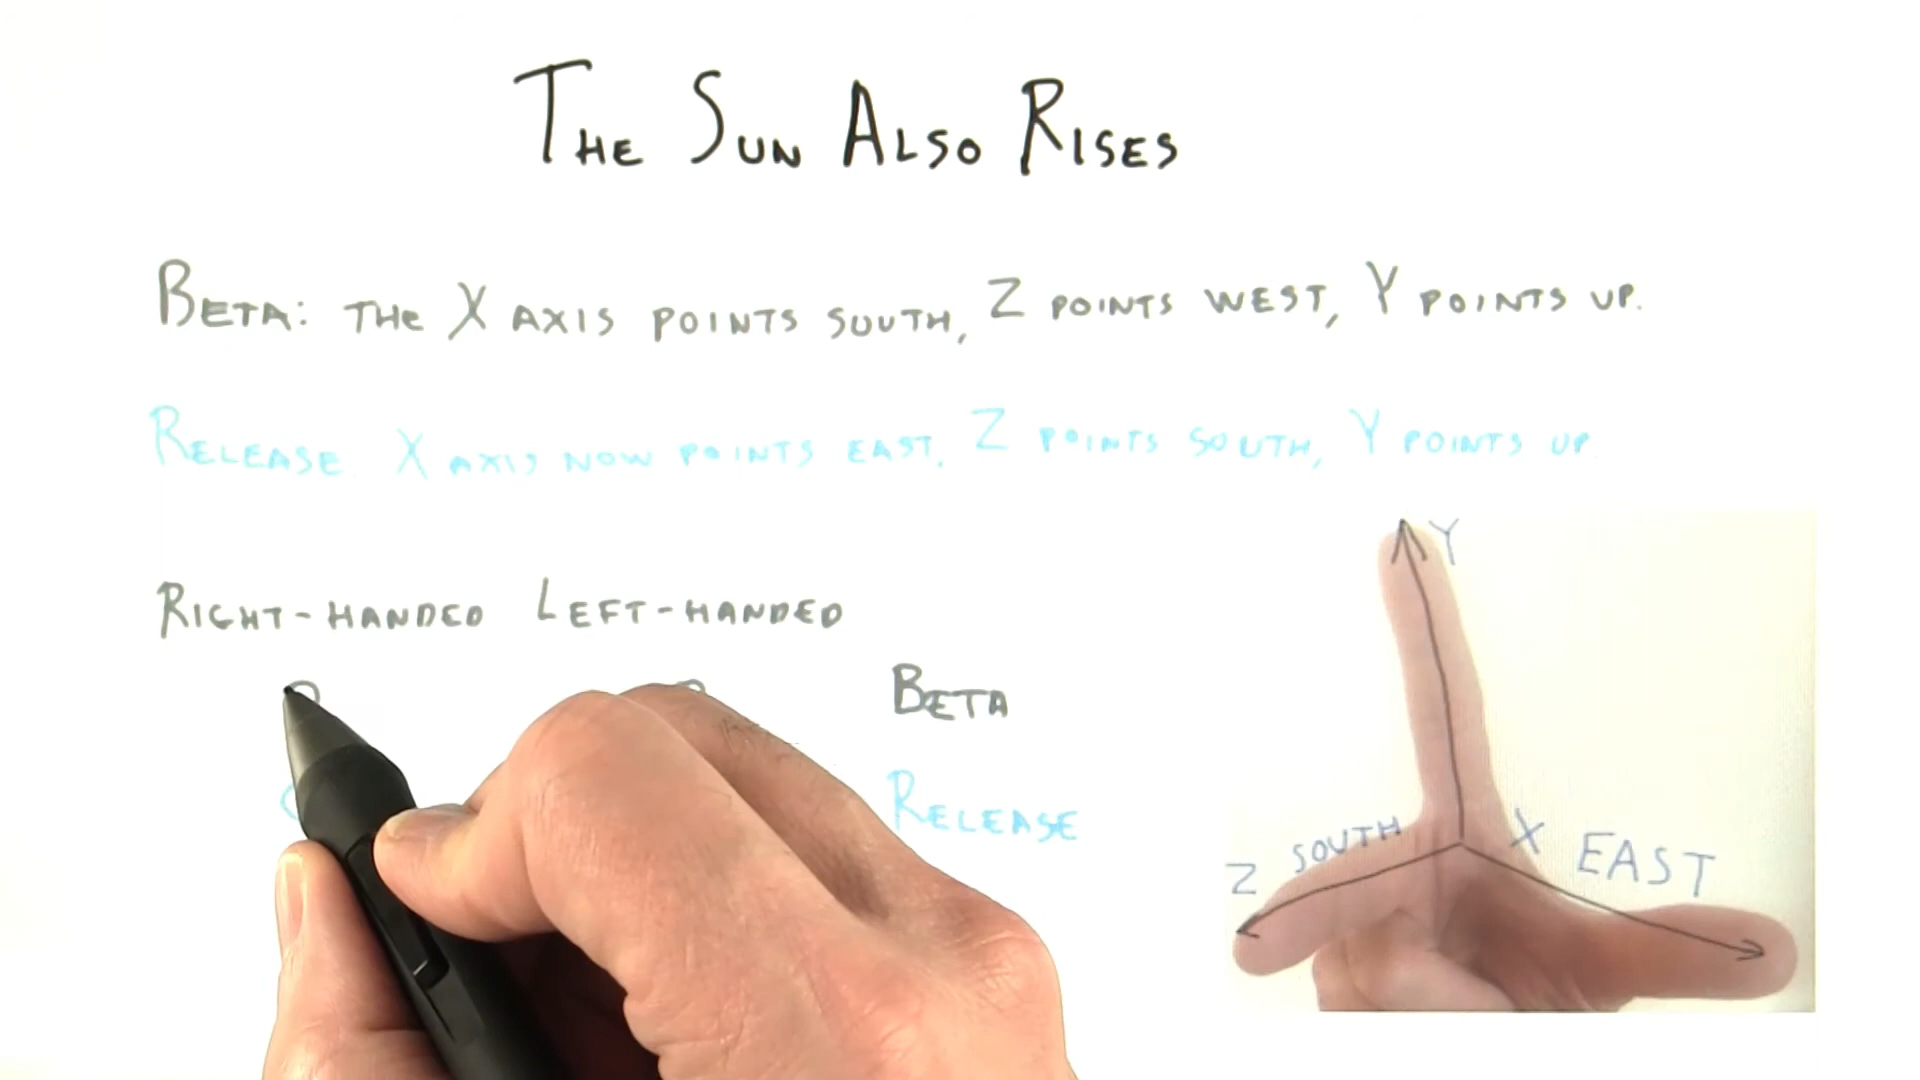 THE SUN ALSO RISES
BETA: THE X AXIS POINTS SOUTH, Z POINTS WEST, Y POINTS UP.
RELEASE X AXIS NOW POINTS EAST. Z POINTS SOUTH, Y POINTS UP
RIGHT-HANDED LEFT-HANDED
BETA
RELEASE
Y
Z SOUTH X EAST